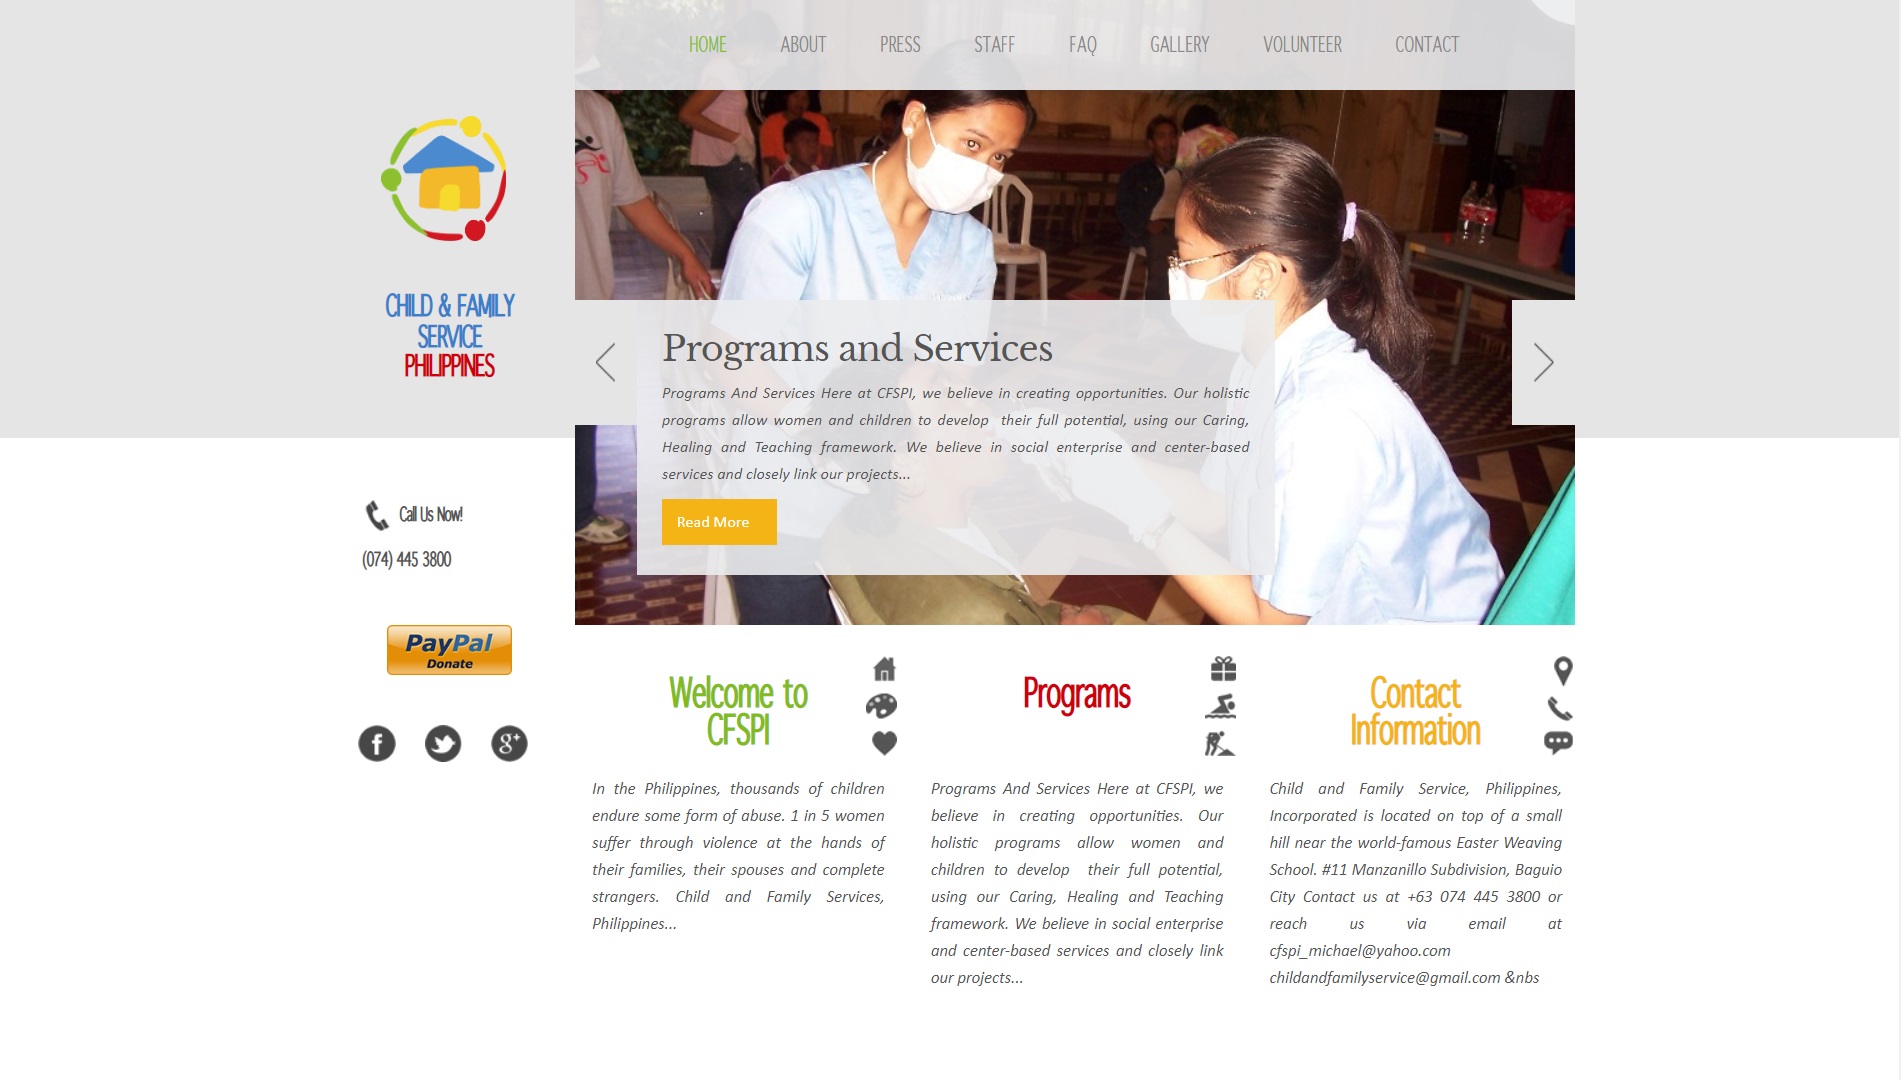 HOME ABOUT PRESS STAFF FAQ GALLERY VOLUNTEER CONTACT
CHILD & FAMILY
SERVICE
PHILIPPINES
Call Us Now!
(074) 445 3800
PayPal
Donate
f
g+
Programs and Services
Programs And Services Here at CFSPI, we believe in creating opportunities. Our holistic
programs allow women and children to develop their full potential, using our Caring,
Healing and Teaching framework. We believe in social enterprise and center-based
services and closely link our projects...
Read More
Welcome to
CFSPI
In the Philippines, thousands of children
endure some form of abuse. 1 in 5 women
suffer through violence at the hands of
their families, their spouses and complete
strangers. Child and Family Services,
Philippines...
Programs
Programs And Services Here at CFSPI, we
believe in creating opportunities. Our
holistic programs allow women and
children to develop their full potential,
using our Caring, Healing and Teaching
framework. We believe in social enterprise
and center-based services and closely link
our projects...
Contact
Information
Child and Family Service, Philippines,
Incorporated is located on top of a small
hill near the world-famous Easter Weaving
School. #11 Manzanillo Subdivision, Baguio
City Contact us at +63 074 445 3800 or
reach us via email at
cfspi_michael@yahoo.com
childandfamilyservice@gmail.com &nbs